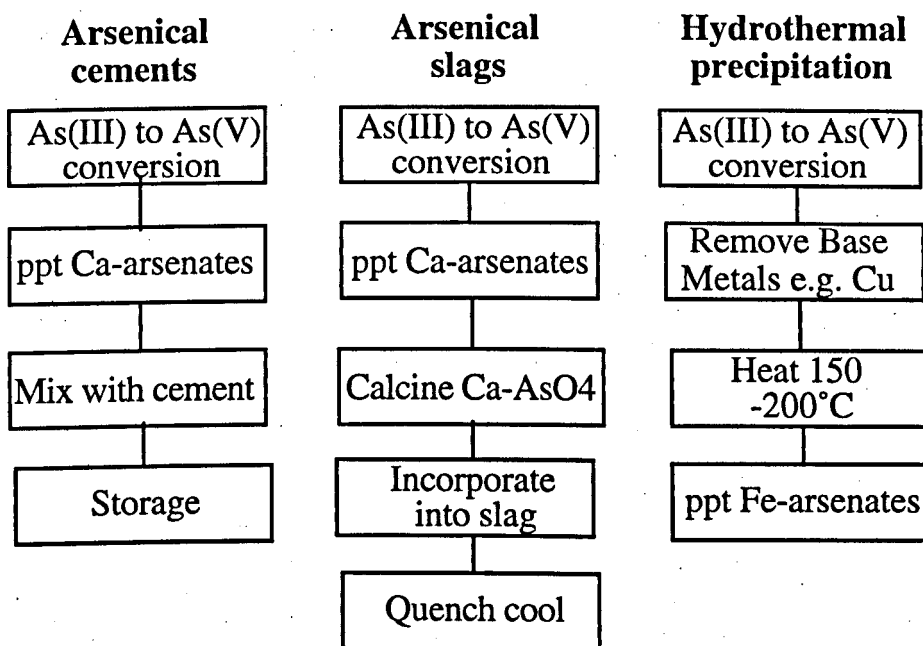 Arsenical
cements
As(III) to As(V)
conversion
ppt Ca-arsenates
Mix with cement
Storage
Arsenical
slags
As(III) to As(V)
conversion
ppt Ca-arsenates
Calcine Ca-AsO4
Incorporate
into slag
Quench cool
Hydrothermal
precipitation
As(III) to As(V)
conversion
Remove Base
Metals e.g. Cu
Heat 150
-200°C
ppt Fe-arsenates